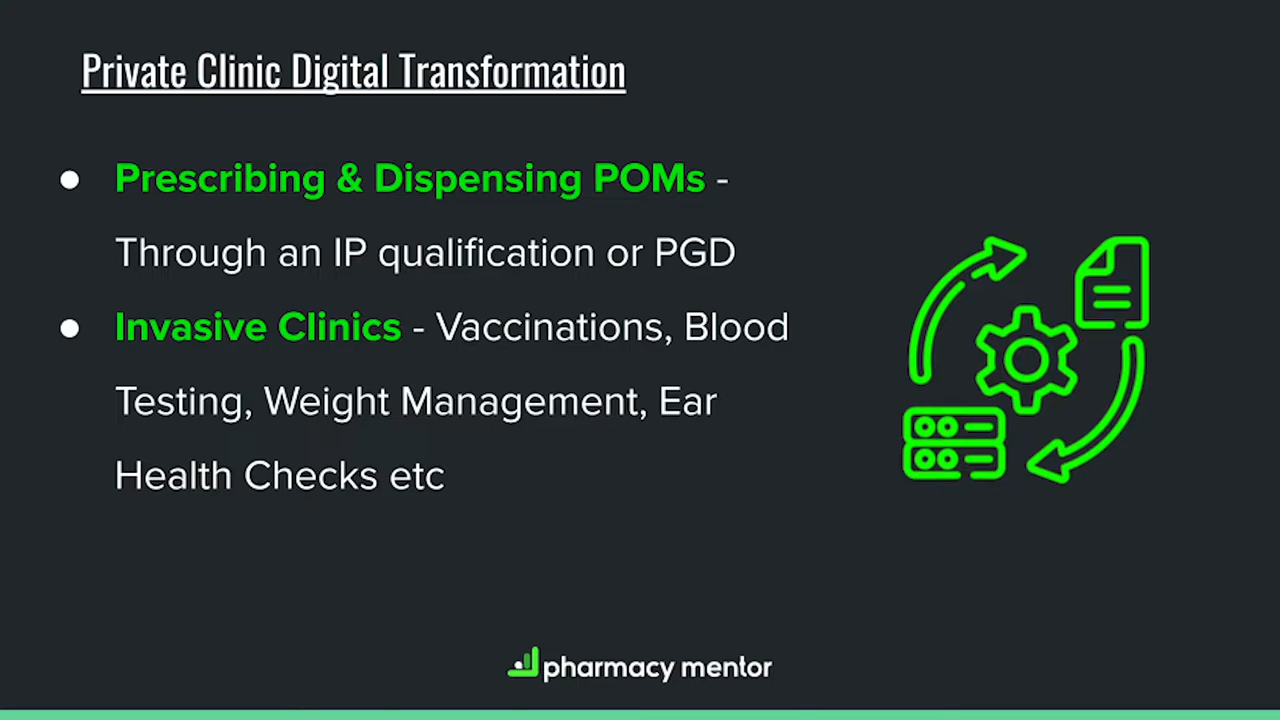 Private Clinic Digital Transformation
● Prescribing & Dispensing POMs -
Through an IP qualification or PGD
● Invasive Clinics - Vaccinations, Blood
Testing, Weight Management, Ear
Health Checks etc
pharmacy mentor